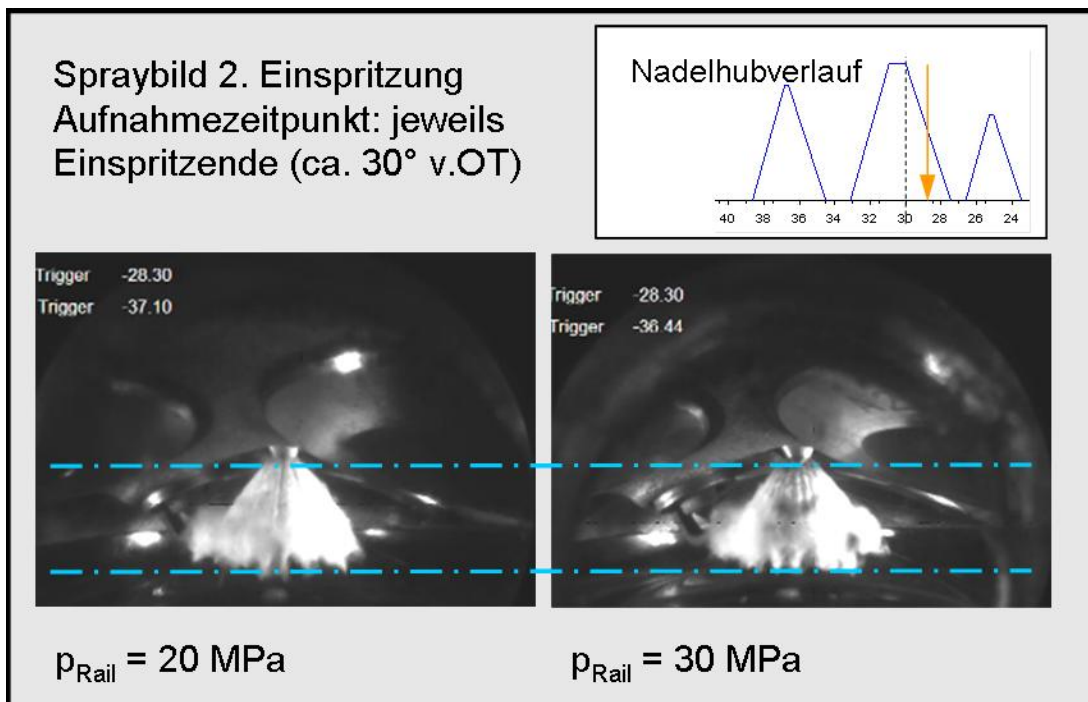 Spraybild 2. Einspritzung
Aufnahmezeitpunkt: jeweils
Einspritzende (ca. 30° v.OT)
Nadelhubverlauf
40 38 36 34 32 30 28 26 24
Trigger -28.30
Trigger -37.10
Trigger -28.30
Trigger -36.44
pRail = 20 MPa
pRail = 30 MPa